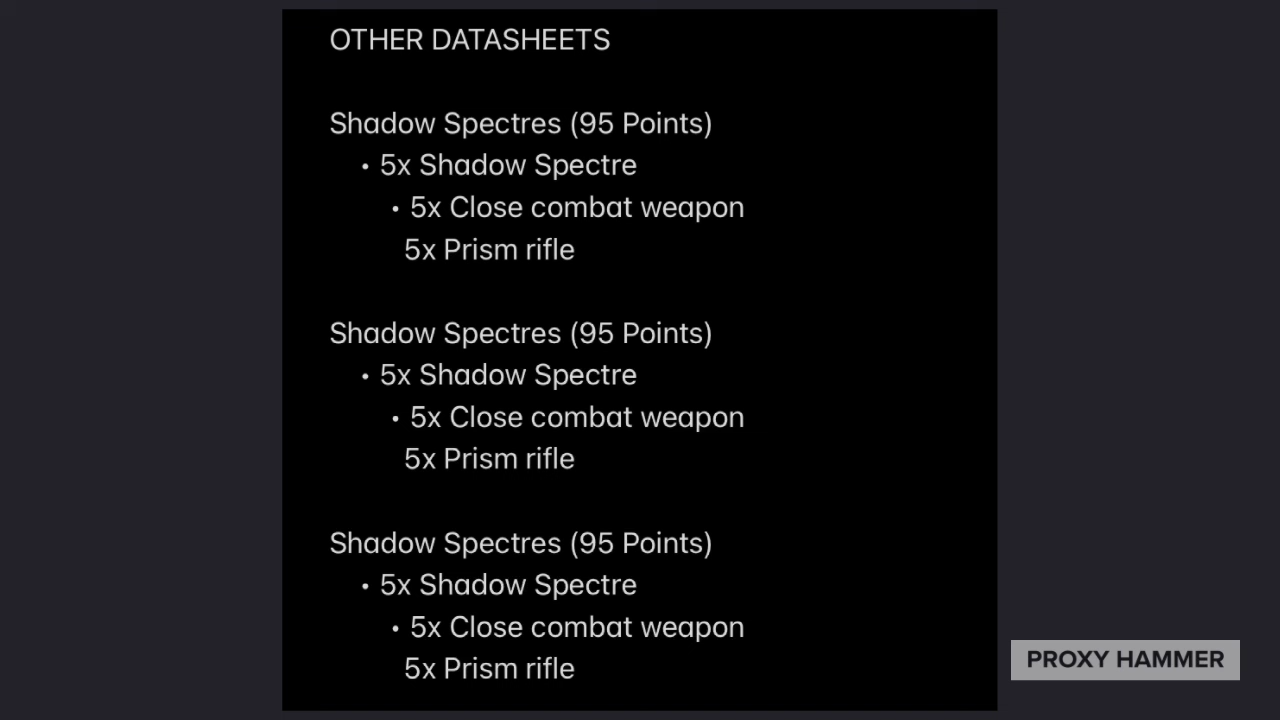 OTHER DATASHEETS
Shadow Spectres (95 Points)
• 5x Shadow Spectre
• 5x Close combat weapon
5x Prism rifle
Shadow Spectres (95 Points)
• 5x Shadow Spectre
• 5x Close combat weapon
5x Prism rifle
Shadow Spectres (95 Points)
• 5x Shadow Spectre
• 5x Close combat weapon
5x Prism rifle
PROXY HAMMER